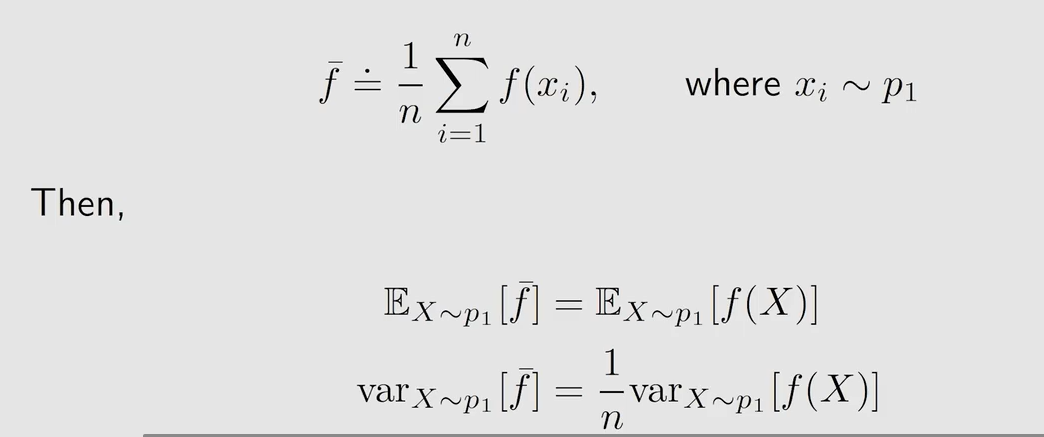 f̄ ≐ 1/n ∑_{i=1}^{n} f(x_i), where x_i ∼ p_1
Then,
𝔼_{X∼p_1}[f̄] = 𝔼_{X∼p_1}[f(X)]
var_{X∼p_1}[f̄] = 1/n var_{X∼p_1}[f(X)]